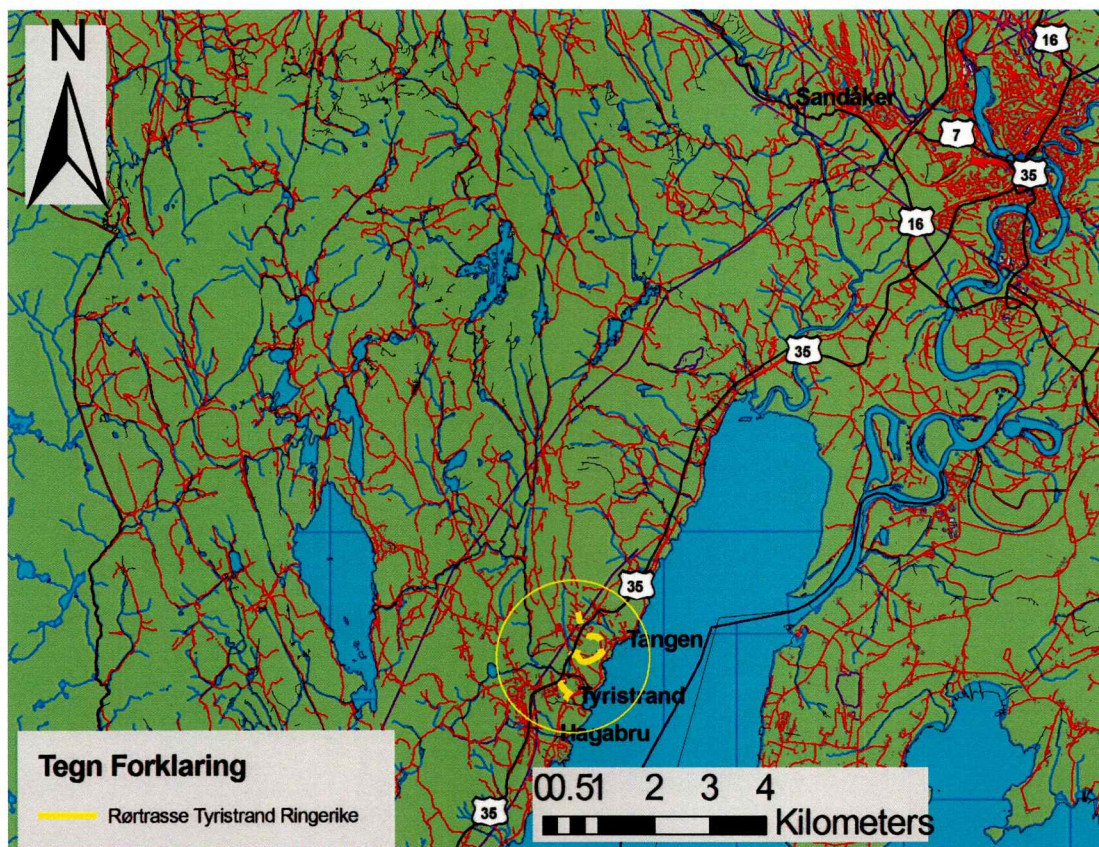 N
16
Sandåker
7
35
16
35
35
Tangen
Tyristrand
Hagabru
35
Tegn Forklaring
Rørtrasse Tyristrand Ringerike
00.51 2 3 4
Kilometers